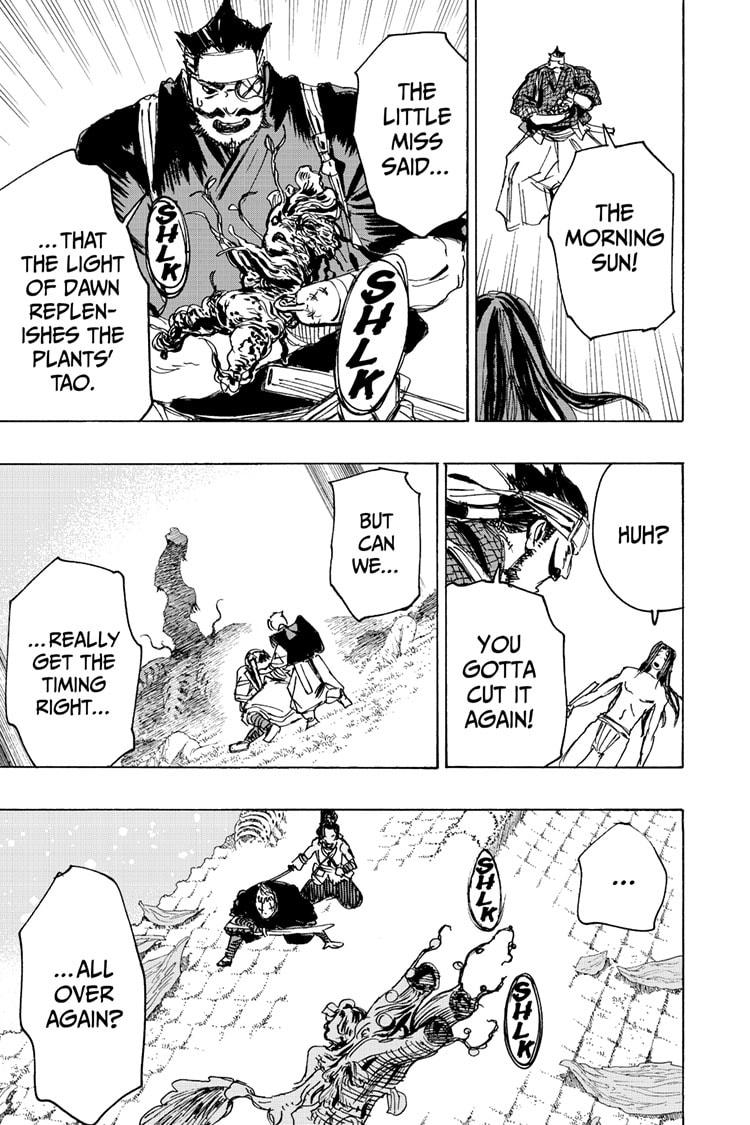 THE
MORNING
SUN!
THE
LITTLE
MISS
SAID...
SHLK
SHLK
...THAT
THE LIGHT
OF DAWN
REPLEN-
ISHES THE
PLANTS'
TAO.
HUH?
YOU
GOTTA
CUT IT
AGAIN!
BUT
CAN
WE...
...REALLY
GET THE
TIMING
RIGHT...
...
SHLK
SHLK
...ALL
OVER
AGAIN?